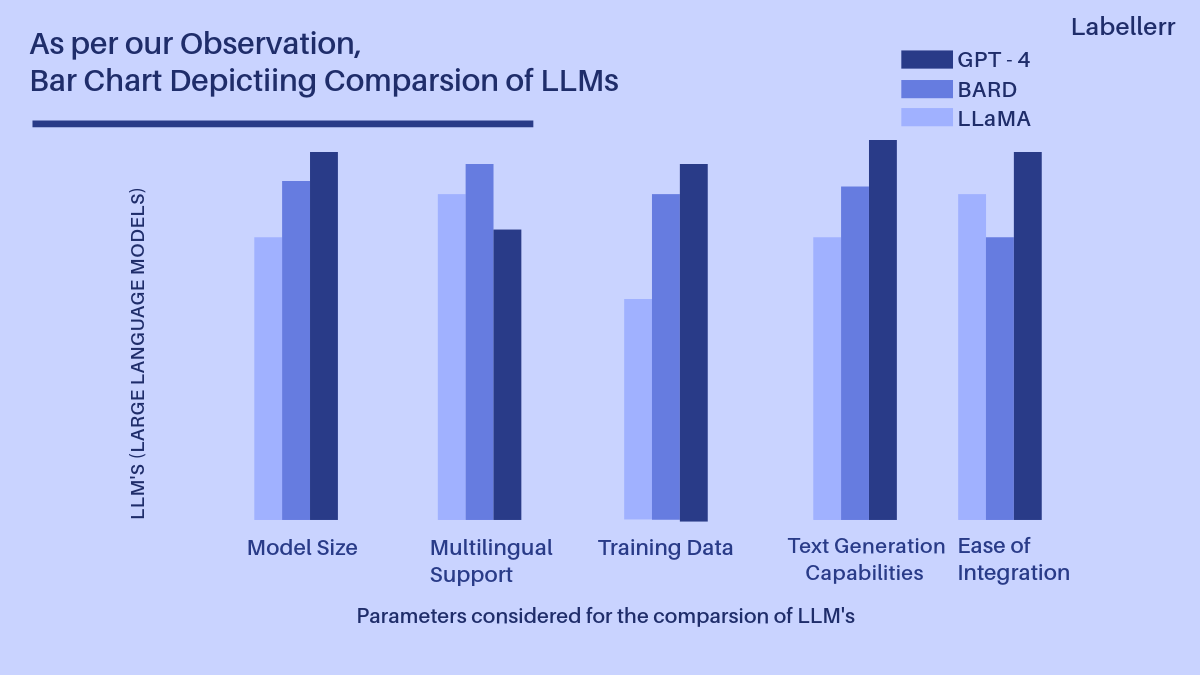 Labellerr
As per our Observation,
Bar Chart Depictiing Comparsion of LLMs
GPT - 4
BARD
LLaMA
LLM'S (LARGE LANGUAGE MODELS)
Model Size
Multilingual
Support
Training Data
Text Generation
Capabilities
Ease of
Integration
Parameters considered for the comparsion of LLM's